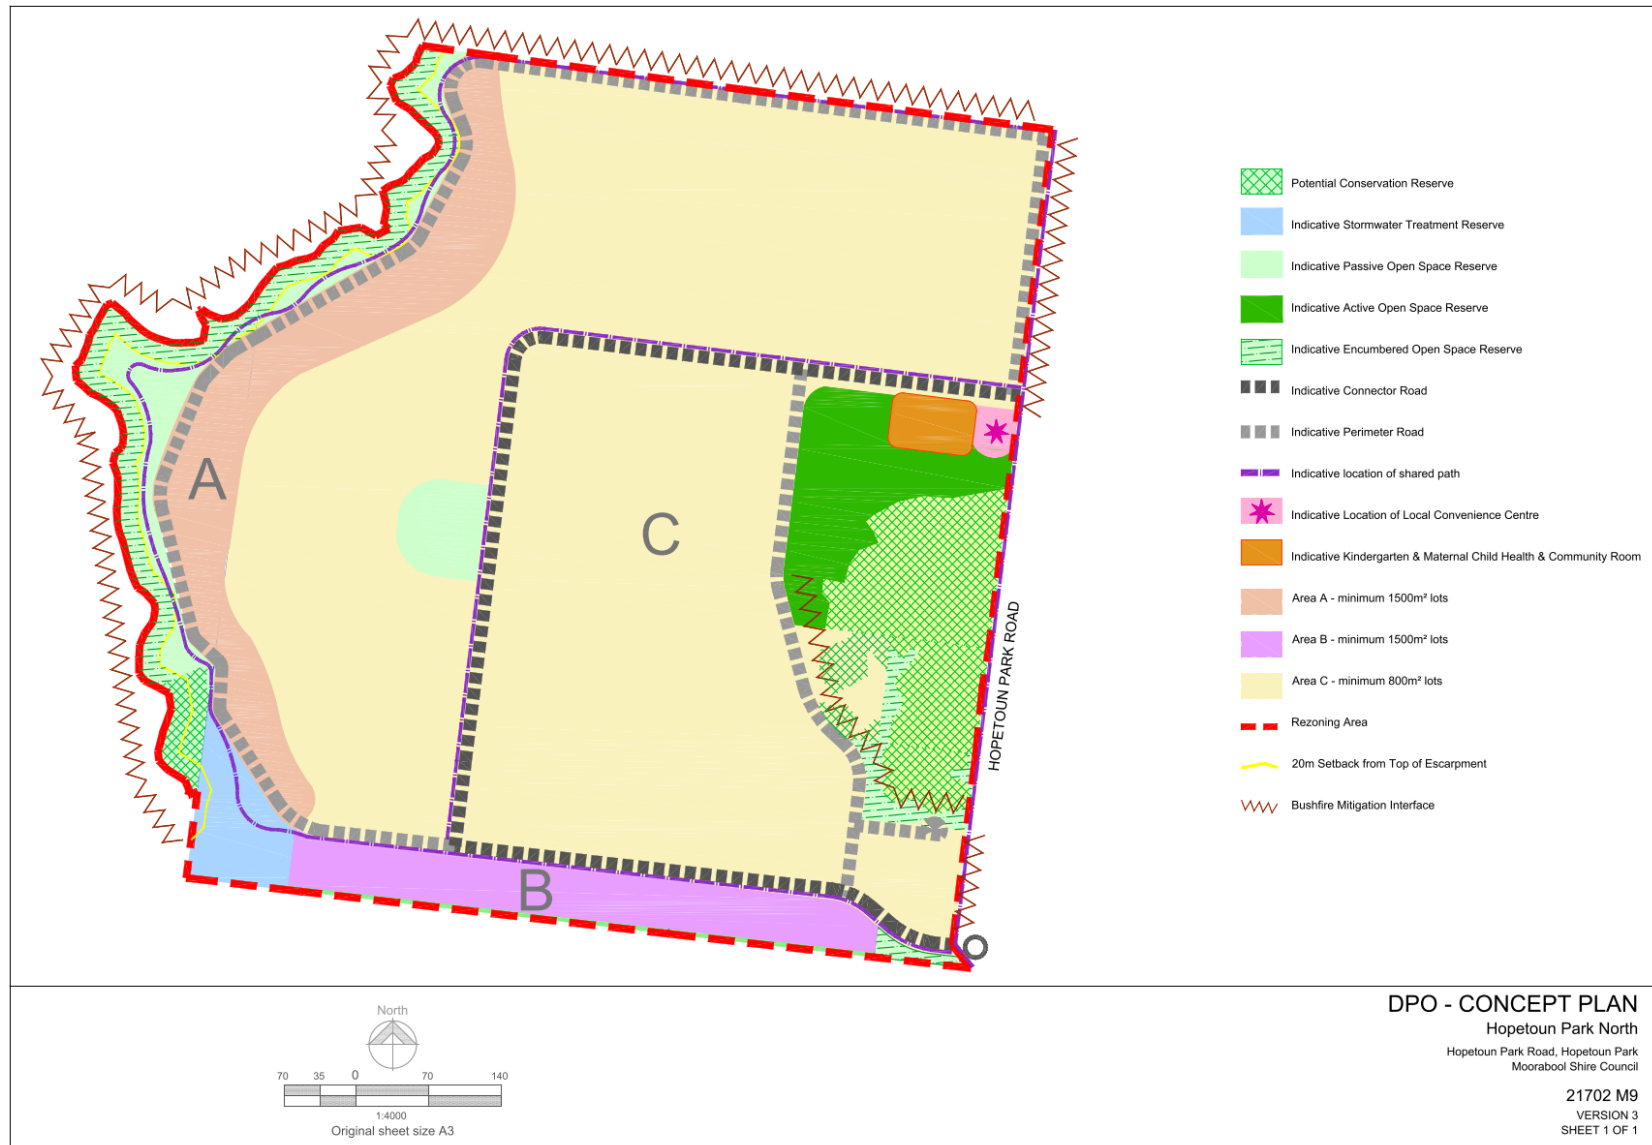 A
C
B
HOPETOUN PARK ROAD
Potential Conservation Reserve
Indicative Stormwater Treatment Reserve
Indicative Passive Open Space Reserve
Indicative Active Open Space Reserve
Indicative Encumbered Open Space Reserve
Indicative Connector Road
Indicative Perimeter Road
Indicative location of shared path
Indicative Location of Local Convenience Centre
Indicative Kindergarten & Maternal Child Health & Community Room
Area A - minimum 1500m² lots
Area B - minimum 1500m² lots
Area C - minimum 800m² lots
Rezoning Area
20m Setback from Top of Escarpment
Bushfire Mitigation Interface
North
70 35 0 70 140
1:4000
Original sheet size A3
DPO - CONCEPT PLAN
Hopetoun Park North
Hopetoun Park Road, Hopetoun Park
Moorabool Shire Council
21702 M9
VERSION 3
SHEET 1 OF 1